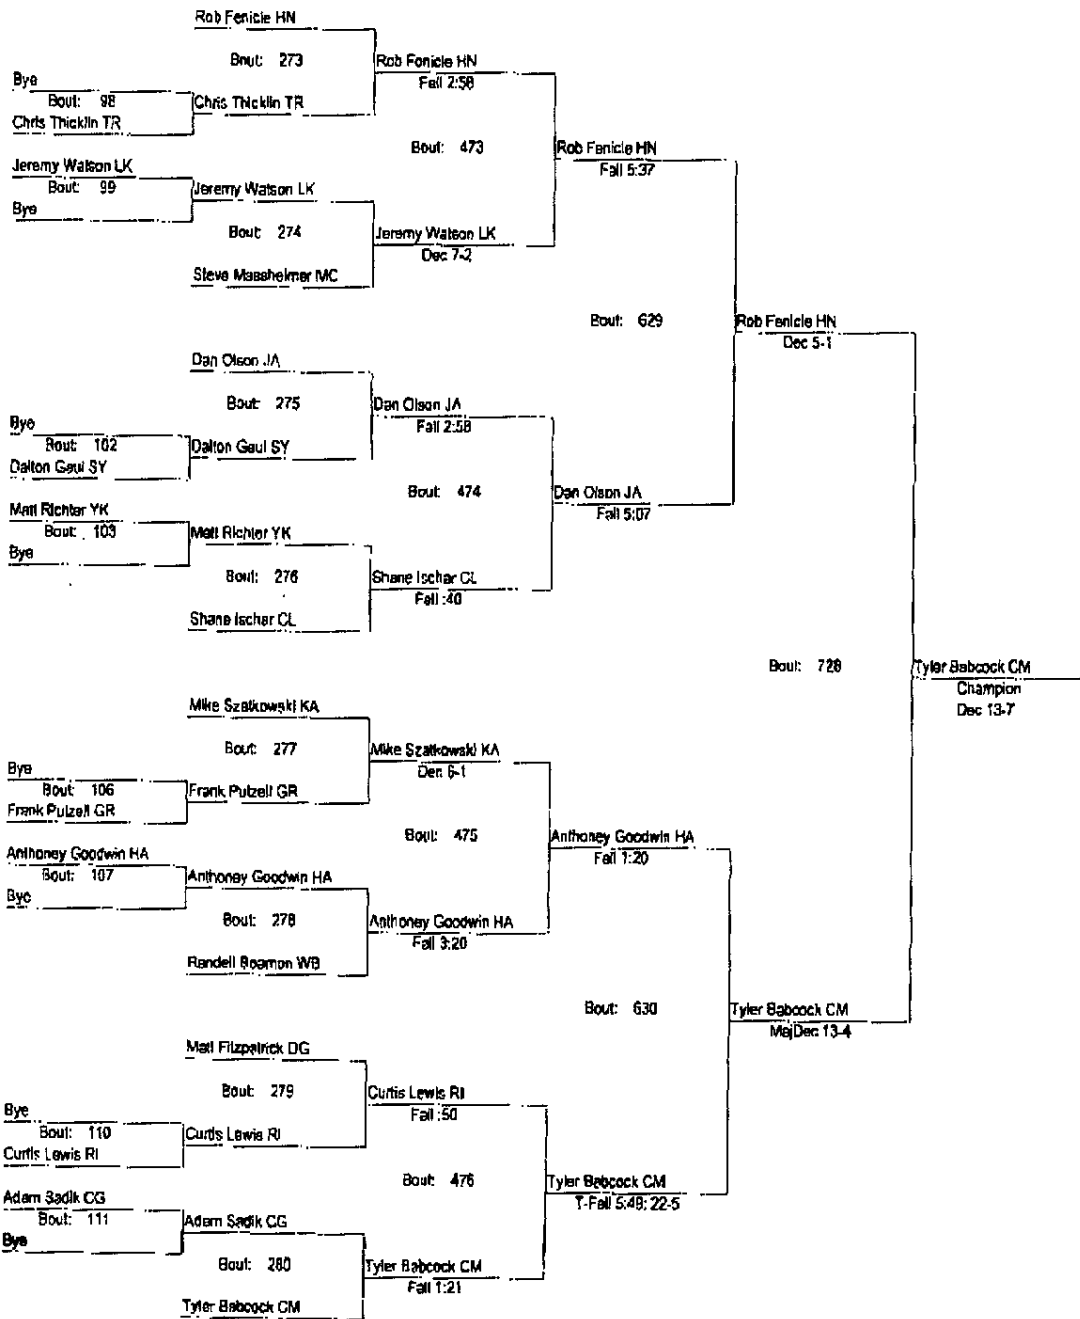 Rob Fenicle HN
Bout: 273
Rob Fenicle HN
Fall 2:58
Bye
Bout: 98
Chris Thicklin TR
Chris Thicklin TR
Bout: 473
Rob Fenicle HN
Fall 5:37
Jeremy Watson LK
Bout: 99
Jeremy Watson LK
Bye
Bout: 274
Jeremy Watson LK
Dec 7-2
Steve Massheimer MC
Bout: 629
Rob Fenicle HN
Dec 5-1
Dan Olson JA
Bout: 275
Dan Olson JA
Fall 2:58
Bye
Bout: 102
Dalton Gaul SY
Dalton Gaul SY
Bout: 474
Dan Olson JA
Fall 5:07
Matt Richter YK
Bout: 103
Matt Richter YK
Bye
Bout: 276
Shane Ischar CL
Fall :40
Shane Ischar CL
Bout: 728
Tyler Babcock CM
Champion
Dec 13-7
Mike Szatkowski KA
Bout: 277
Mike Szatkowski KA
Dec 6-1
Bye
Bout: 106
Frank Pulzell GR
Frank Pulzell GR
Bout: 475
Anthoney Goodwin HA
Fall 1:20
Anthoney Goodwin HA
Bout: 107
Anthoney Goodwin HA
Bye
Bout: 278
Anthoney Goodwin HA
Fall 3:20
Randell Boamon WB
Bout: 630
Tyler Babcock CM
MajDec 13-4
Matt Fitzpatrick DG
Bout: 279
Curtis Lewis RI
Fall :50
Bye
Bout: 110
Curtis Lewis RI
Curtis Lewis RI
Bout: 476
Tyler Babcock CM
T-Fall 5:49; 22-5
Adam Sadik CG
Bout: 111
Adam Sadik CG
Bye
Bout: 280
Tyler Babcock CM
Fall 1:21
Tyler Babcock CM